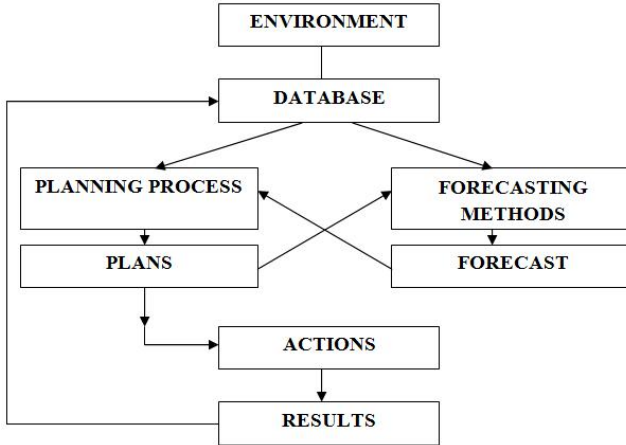 ENVIRONMENT
DATABASE
PLANNING PROCESS
FORECASTING
METHODS
PLANS
FORECAST
ACTIONS
RESULTS